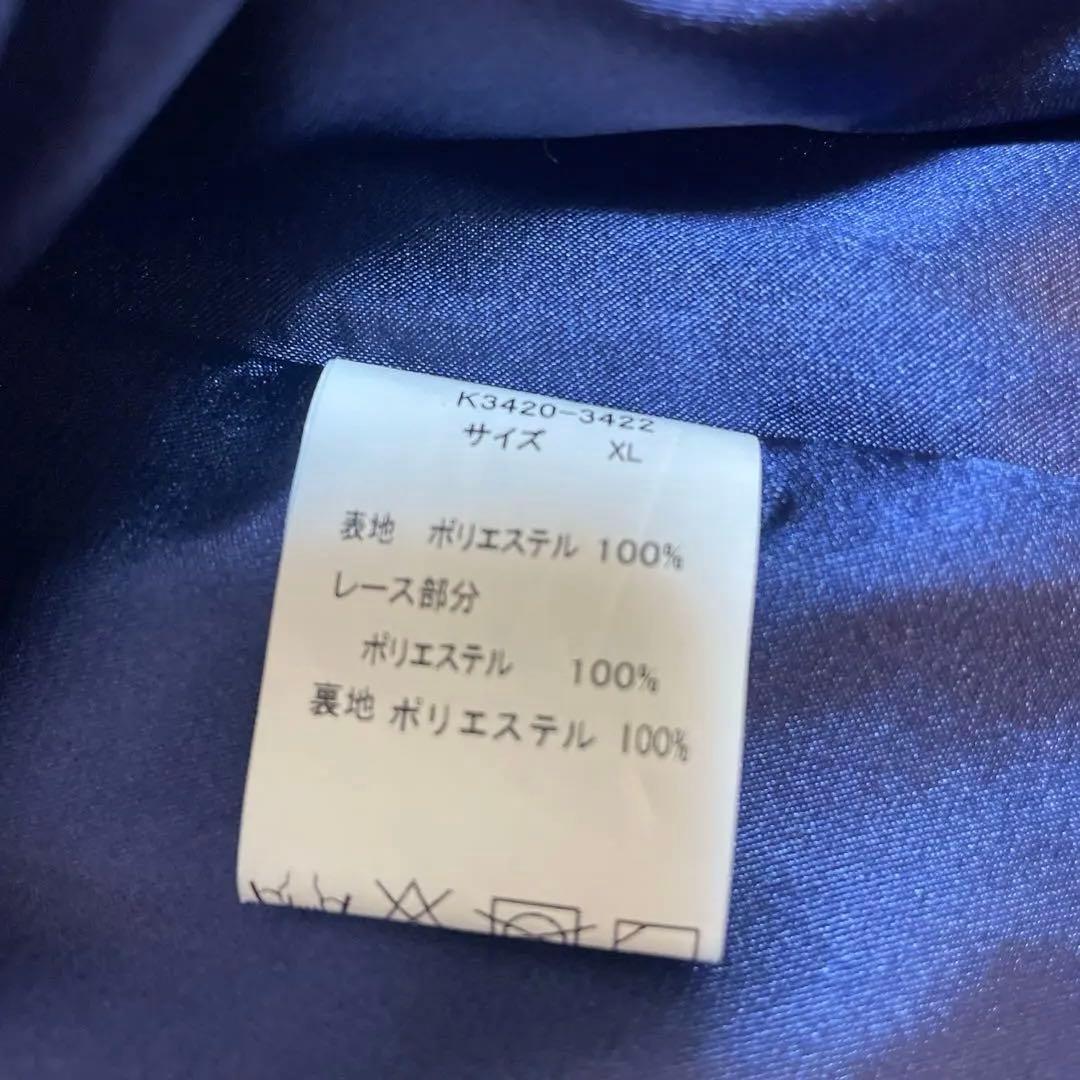 K3420-3422
サイズ XL
表地 ポリエステル 100%
レース部分
ポリエステル 100%
裏地 ポリエステル 100%